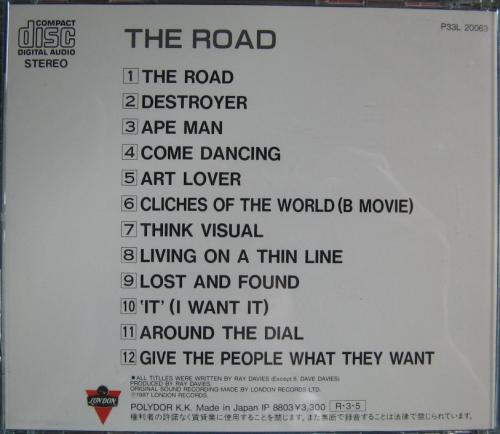 COMPACT
disc
DIGITAL AUDIO
STEREO
THE ROAD
P33L 20063
1 THE ROAD
2 DESTROYER
3 APE MAN
4 COME DANCING
5 ART LOVER
6 CLICHES OF THE WORLD (B MOVIE)
7 THINK VISUAL
8 LIVING ON A THIN LINE
9 LOST AND FOUND
10 'IT' (I WANT IT)
11 AROUND THE DIAL
12 GIVE THE PEOPLE WHAT THEY WANT
●ALL TITLES WERE WRITTEN BY RAY DAVIES (Except 8, DAVE DAVIES)
PRODUCED BY RAY DAVIES.
ORIGINAL SOUND RECORDING MADE BY LONDON RECORDS LTD.
Ⓟ1987 LONDON RECORDS.
LONDON
POLYDOR K.K. Made in Japan IP 8803 ¥3,300 R・3・5
権利者の許諾なく賃貸業に使用することを禁じます。また無断で録音することは法律で禁じられています。